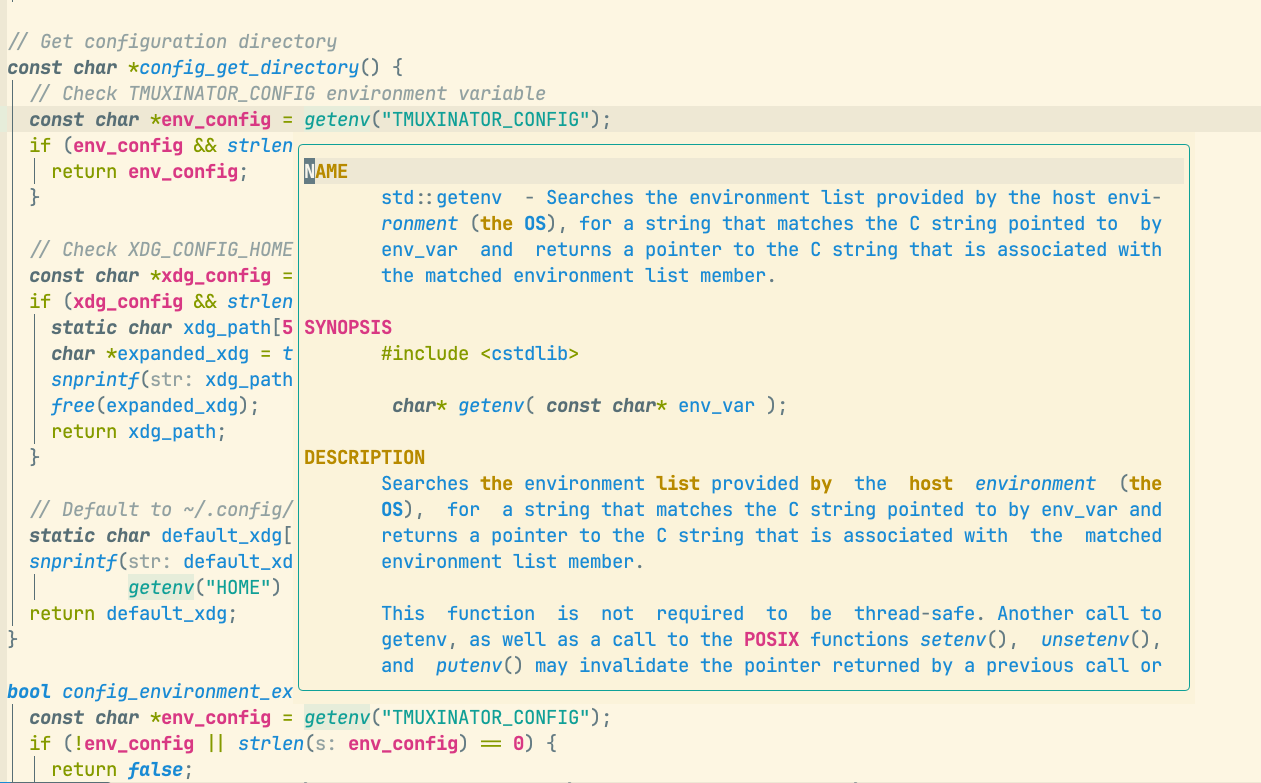 // Get configuration directory
const char *config_get_directory() {
// Check TMUXINATOR_CONFIG environment variable
const char *env_config = getenv("TMUXINATOR_CONFIG");
if (env_config && strlen
return env_config;
}
// Check XDG_CONFIG_HOME
const char *xdg_config =
if (xdg_config && strlen
static char xdg_path[5
char *expanded_xdg = t
snprintf(str: xdg_path
free(expanded_xdg);
return xdg_path;
}
// Default to ~/.config/
static char default_xdg[
snprintf(str: default_xd
getenv("HOME")
return default_xdg;
}
NAME
std::getenv - Searches the environment list provided by the host envi-
ronment (the OS), for a string that matches the C string pointed to by
env_var and returns a pointer to the C string that is associated with
the matched environment list member.
SYNOPSIS
#include <cstdlib>
char* getenv( const char* env_var );
DESCRIPTION
Searches the environment list provided by the host environment (the
OS), for a string that matches the C string pointed to by env_var and
returns a pointer to the C string that is associated with the matched
environment list member.
This function is not required to be thread-safe. Another call to
getenv, as well as a call to the POSIX functions setenv(), unsetenv(),
and putenv() may invalidate the pointer returned by a previous call or
bool config_environment_ex
const char *env_config = getenv("TMUXINATOR_CONFIG");
if (!env_config || strlen(s: env_config) == 0) {
return false;